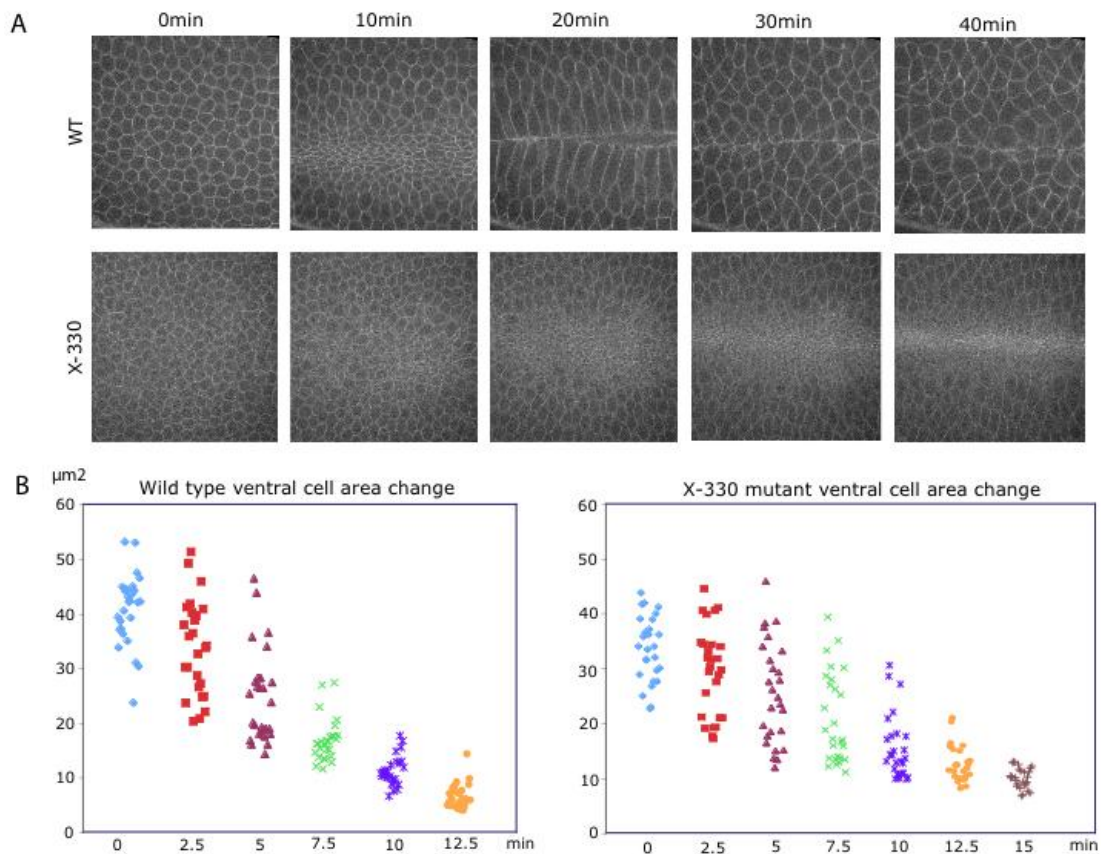 A
0min 10min 20min 30min 40min
WT
X-330
B
µm2
Wild type ventral cell area change
60
50
40
30
20
10
0
0 2.5 5 7.5 10 12.5 min
X-330 mutant ventral cell area change
60
50
40
30
20
10
0
0 2.5 5 7.5 10 12.5 15 min